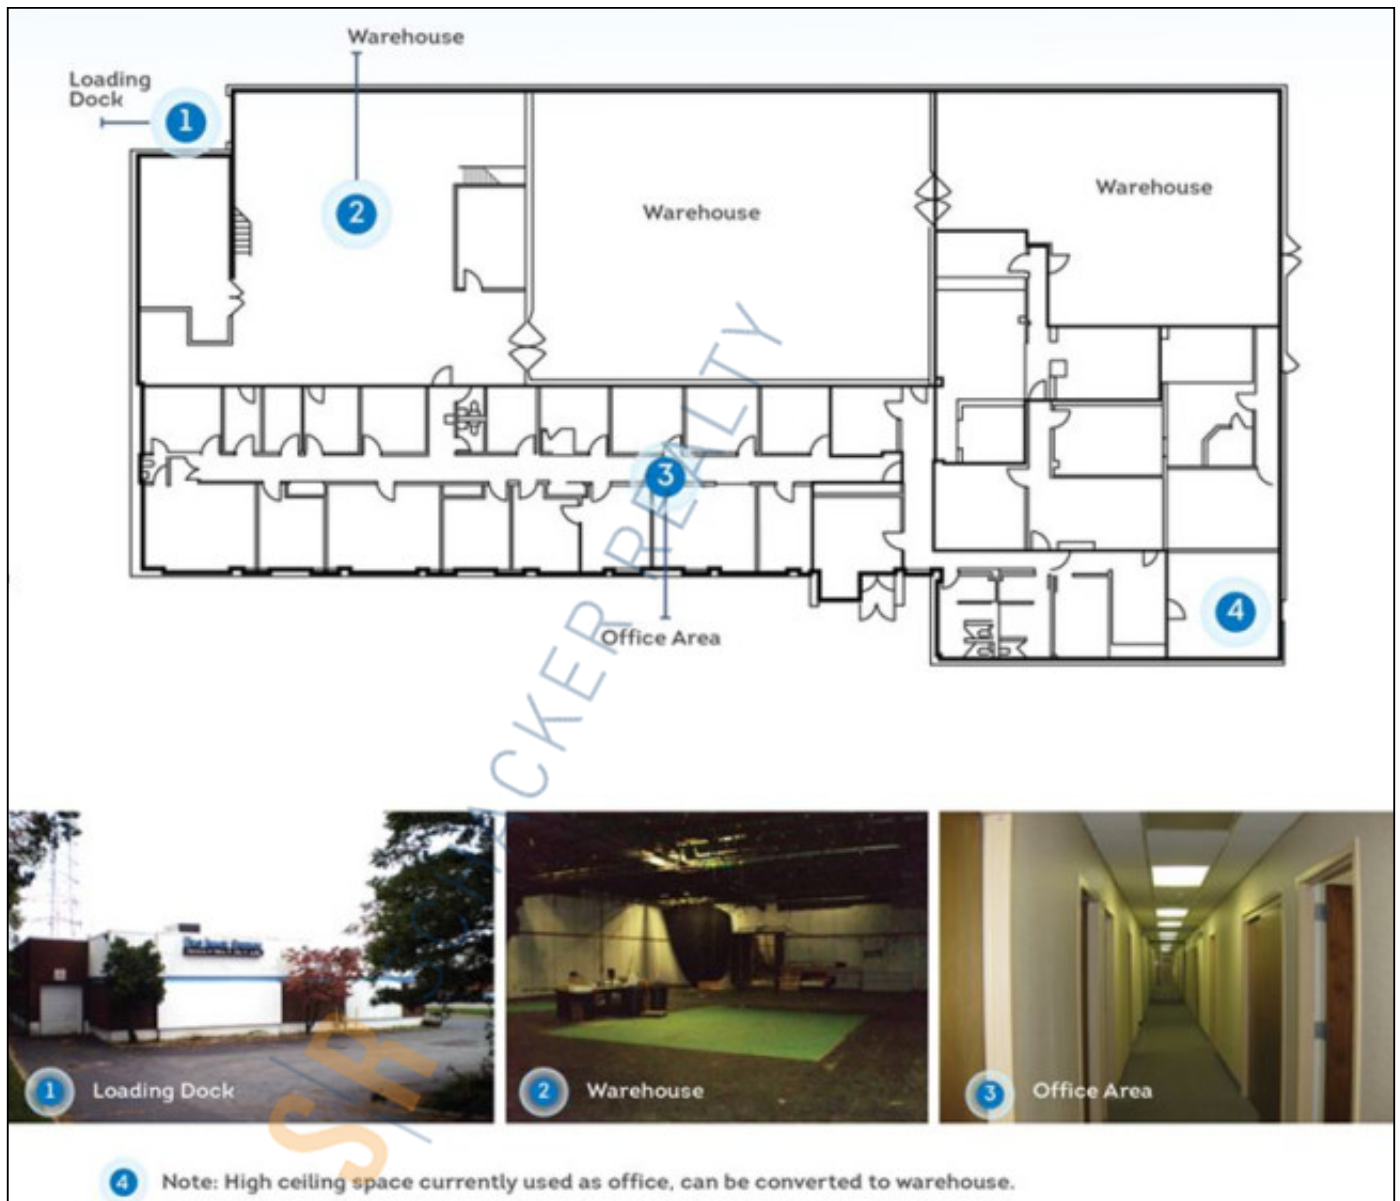 Warehouse
Loading
Dock
1
2
Warehouse
Warehouse
3
4
Office Area
1 Loading Dock
2 Warehouse
3 Office Area
4 Note: High ceiling space currently used as office, can be converted to warehouse.
SR